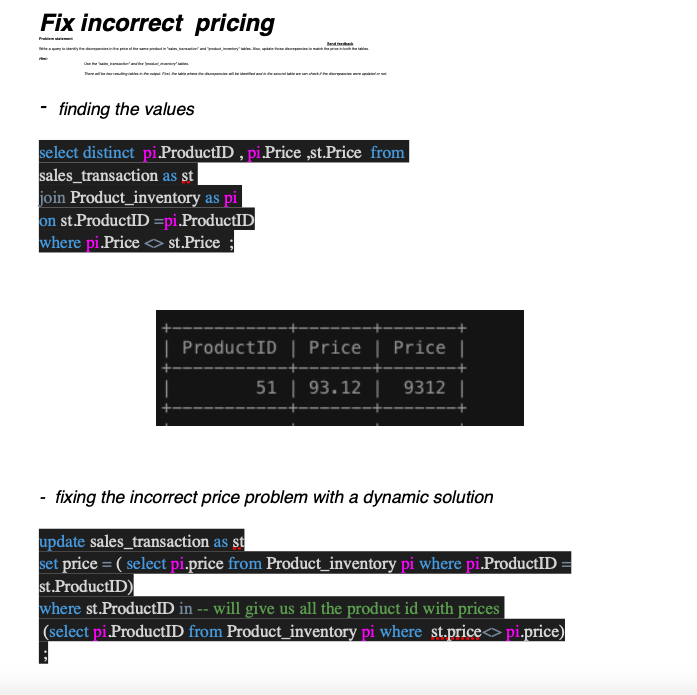 Fix incorrect pricing
Problem statement
Send feedback
Write a query to identify the discrepancies in the price of the same product in "sales_transaction" and "product_inventory" tables. Also, update those discrepancies to match the price in both the tables.
Hint:
Use the "sales_transaction" and the "product_inventory" tables.
There will be two resulting tables in the output. First, the table where the discrepancies will be identified and in the second table we can check if the discrepancies were updated or not.
- finding the values
select distinct pi.ProductID , pi.Price ,st.Price from
sales_transaction as st
join Product_inventory as pi
on st.ProductID =pi.ProductID
where pi.Price <> st.Price ;
+-----------+-------+-------+
| ProductID | Price | Price |
+-----------+-------+-------+
| 51 | 93.12 | 9312 |
+-----------+-------+-------+
- fixing the incorrect price problem with a dynamic solution
update sales_transaction as st
set price = ( select pi.price from Product_inventory pi where pi.ProductID =
st.ProductID)
where st.ProductID in -- will give us all the product id with prices
(select pi.ProductID from Product_inventory pi where st.price<> pi.price)
;